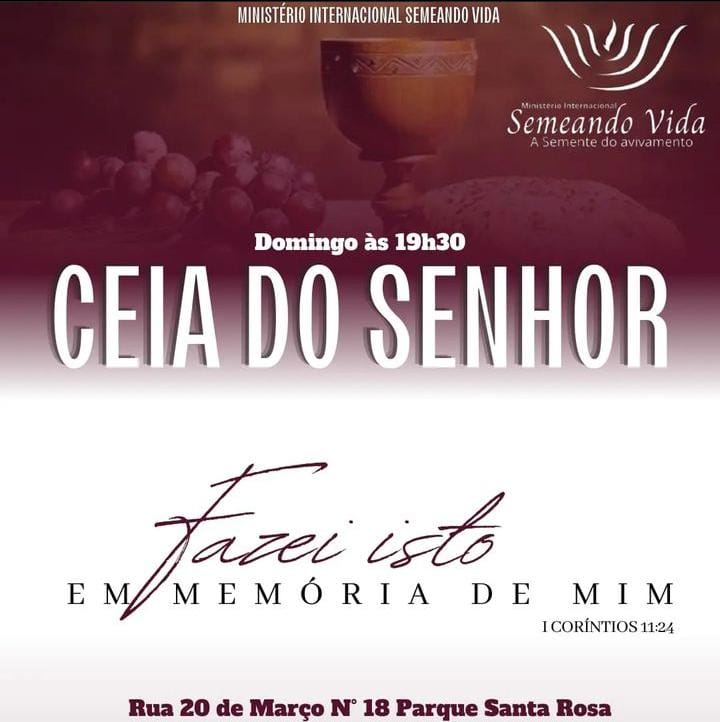 MINISTÉRIO INTERNACIONAL SEMEANDO VIDA
Ministério Internacional
Semeando Vida
A Semente do avivamento
Domingo às 19h30
CEIA DO SENHOR
Fazei isto
EM MEMÓRIA DE MIM
I CORÍNTIOS 11:24
Rua 20 de Março N° 18 Parque Santa Rosa